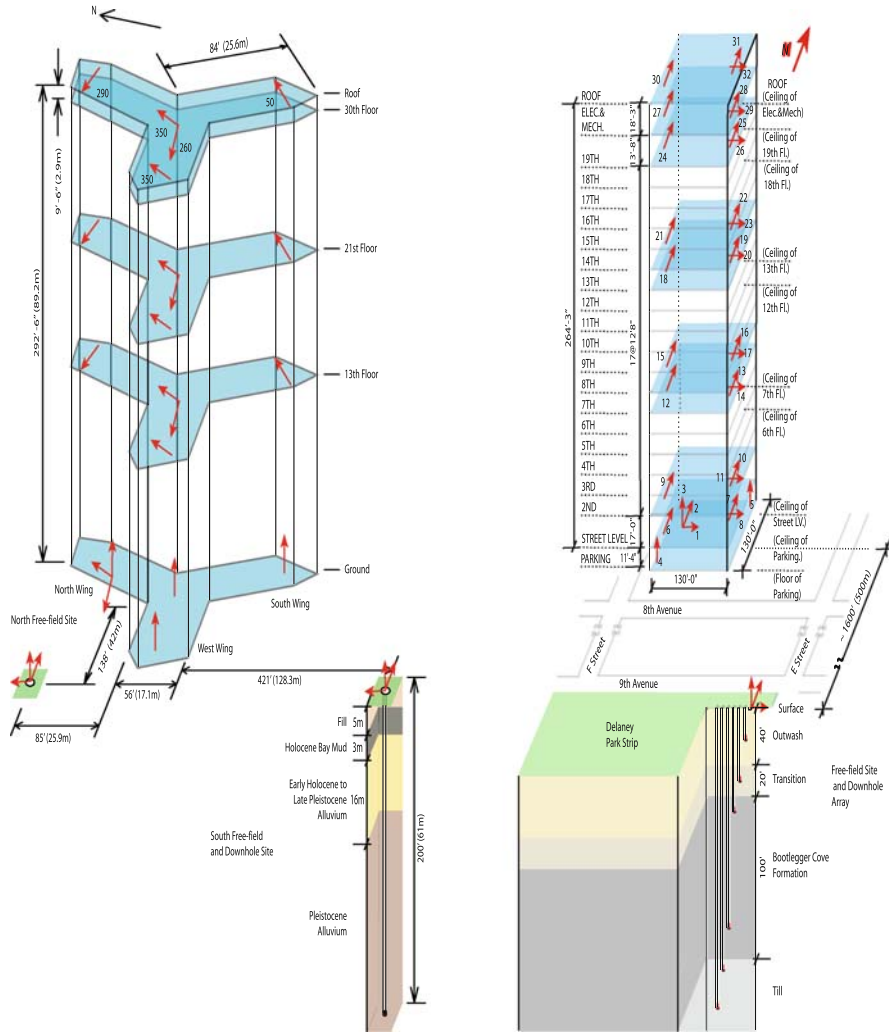 N
84' (25.6m)
Roof
30th Floor
9'-6" (2.9m)
290
50
350
260
350
21st Floor
292'-6" (89.2m)
13th Floor
Ground
North Wing
South Wing
West Wing
North Free-field Site
138' (42m)
56' (17.1m)
421' (128.3m)
85' (25.9m)
Fill 5m
Holocene Bay Mud 3m
Early Holocene to
Late Pleistocene 16m
Alluvium
200' (61m)
South Free-field
and Downhole Site
Pleistocene
Alluvium
N
31
30
32
ROOF
ROOF
(Ceiling of
Elec.&Mech)
28
ELEC.&
MECH.
18'-3"
27
29
25
(Ceiling of
19th Fl.)
26
24
13'-8"
19TH
(Ceiling of
18th Fl.)
18TH
17TH
22
16TH
23
21
19
15TH
20
(Ceiling of
13th Fl.)
14TH
18
13TH
(Ceiling of
12th Fl.)
12TH
264'-3"
11TH
16
10TH
17@12'8"
17
15
9TH
13
8TH
(Ceiling of
7th Fl.)
14
12
7TH
(Ceiling of
6th Fl.)
6TH
5TH
10
4TH
11
9
3
3RD
7
5
2
2ND
(Ceiling of
Street LV.)
8
6
1
17'-0"
STREET LEVEL
(Ceiling of
Parking.)
130'-0"
PARKING 11'-4"
4
(Floor of
Parking)
130'-0"
8th Avenue
~ 1600' (500m)
F Street
E Street
9th Avenue
Surface
Delaney
Park Strip
40'
Outwash
20'
Transition
Free-field Site
and Downhole
Array
100'
Bootlegger Cove
Formation
Till